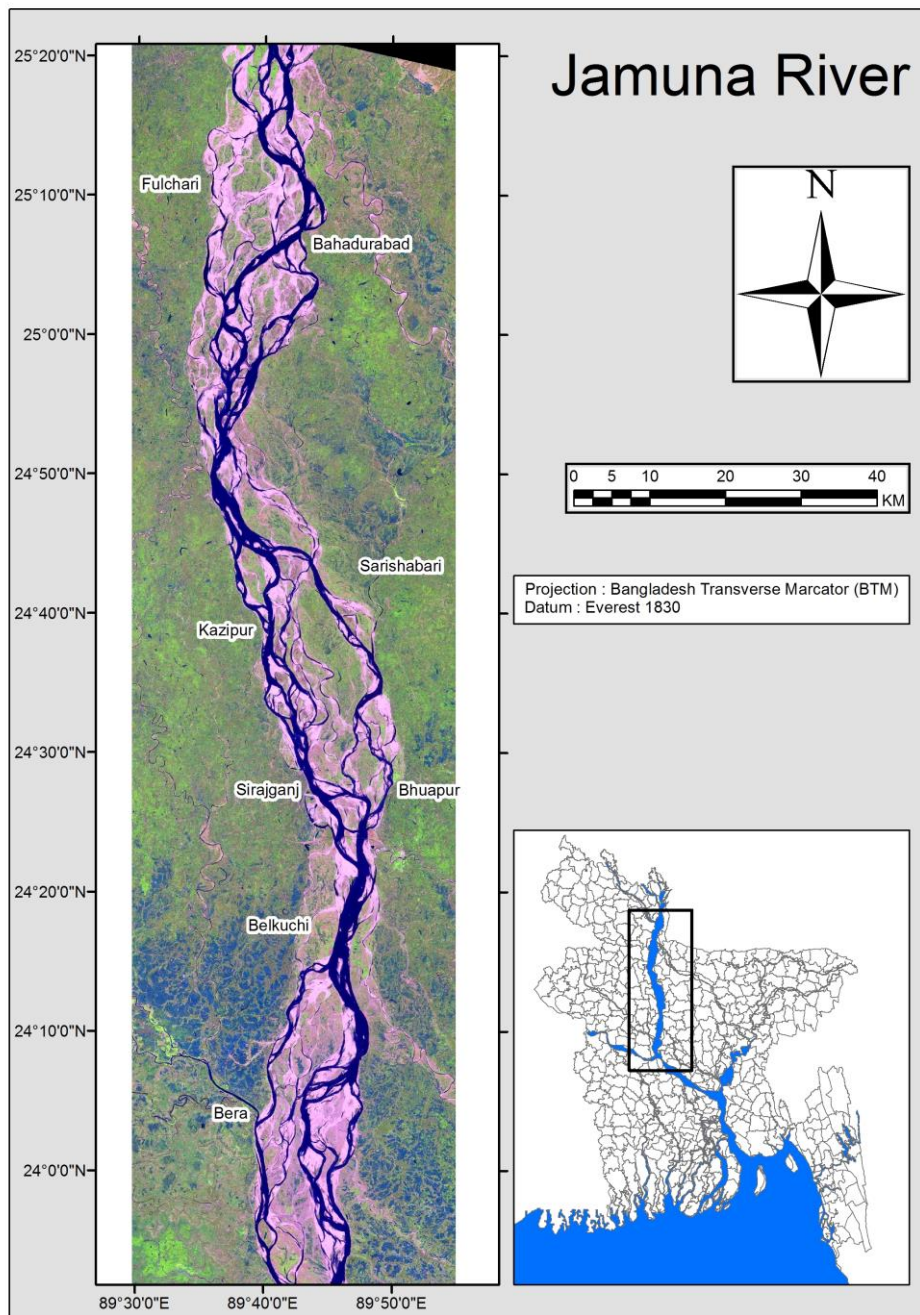 Jamuna River
25°20'0"N
25°10'0"N
25°0'0"N
24°50'0"N
24°40'0"N
24°30'0"N
24°20'0"N
24°10'0"N
24°0'0"N
Fulchari
Bahadurabad
Sarishabari
Kazipur
Sirajganj
Bhuapur
Belkuchi
Bera
89°30'0"E
89°40'0"E
89°50'0"E
N
0 5 10 20 30 40
KM
Projection : Bangladesh Transverse Marcator (BTM)
Datum : Everest 1830